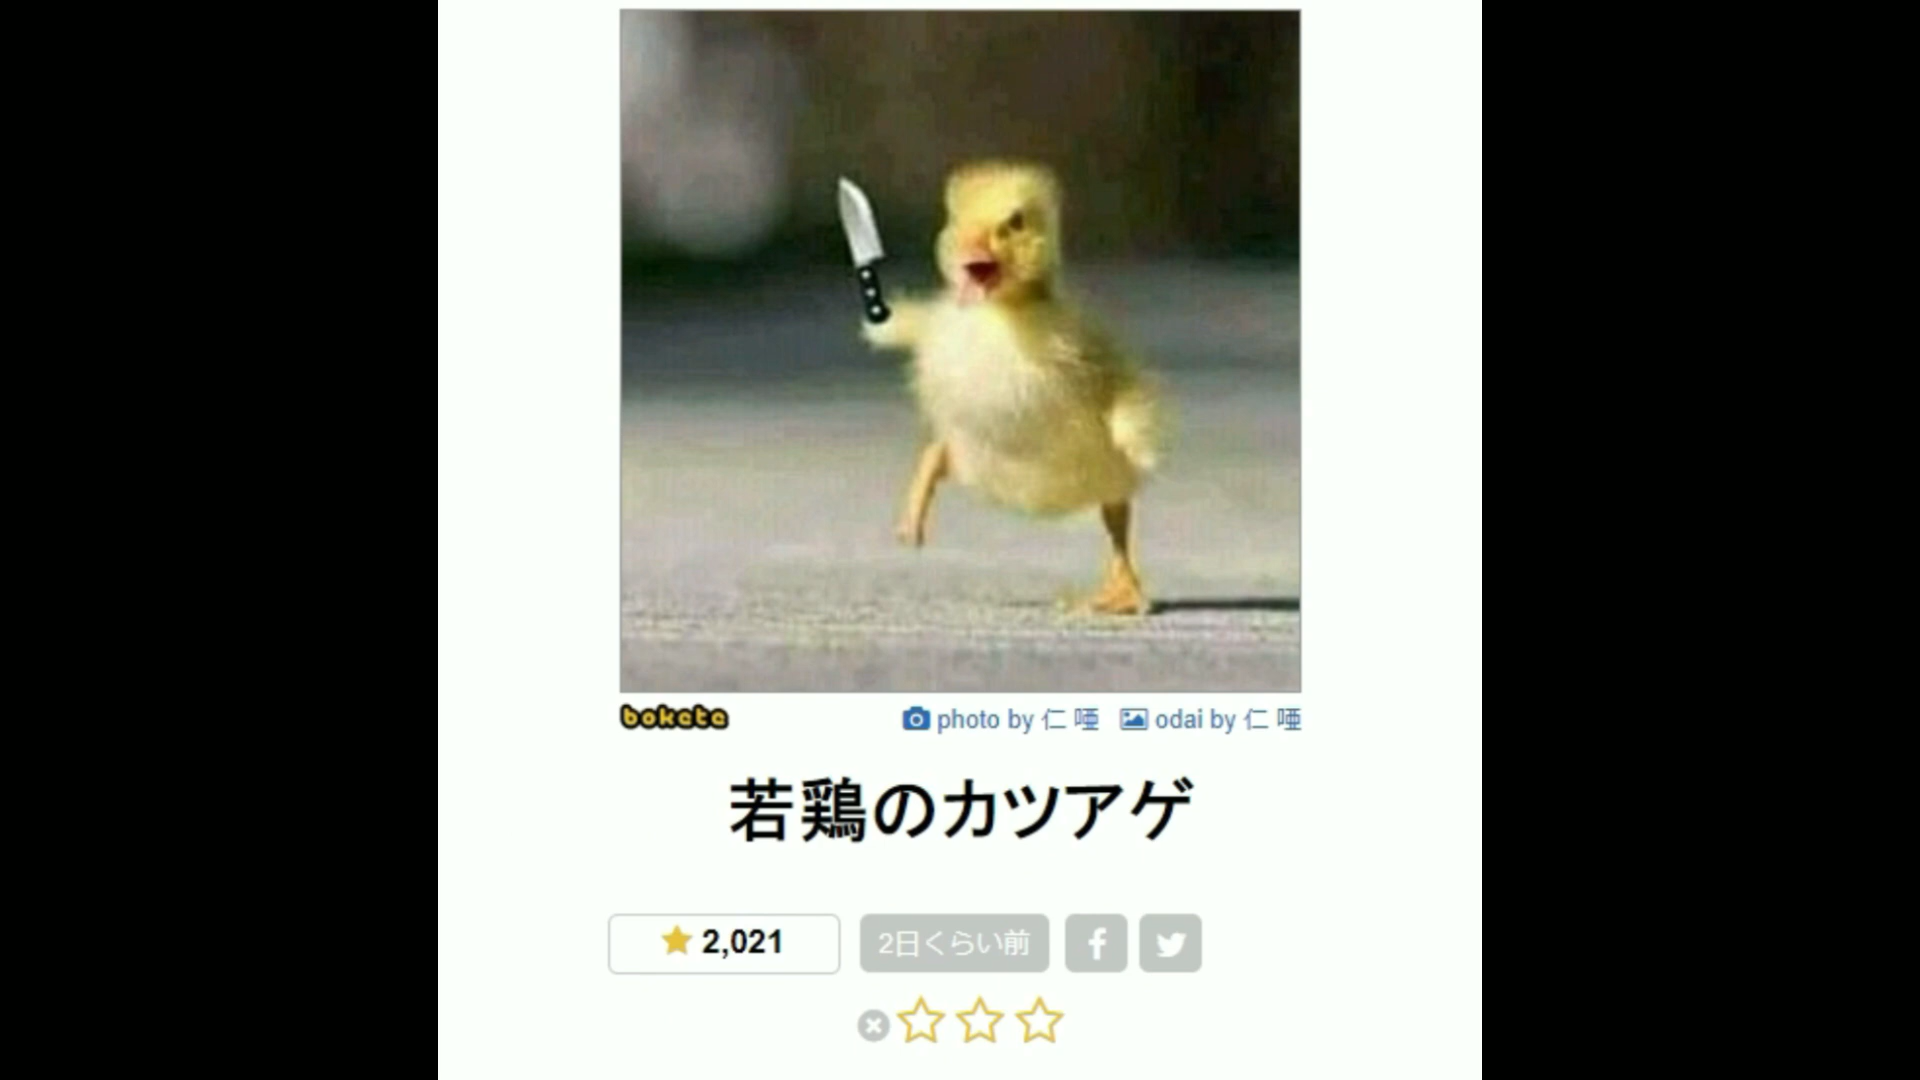 bokete
photo by 仁 唖 odai by 仁 唖
若鶏のカツアゲ
2,021 2日くらい前